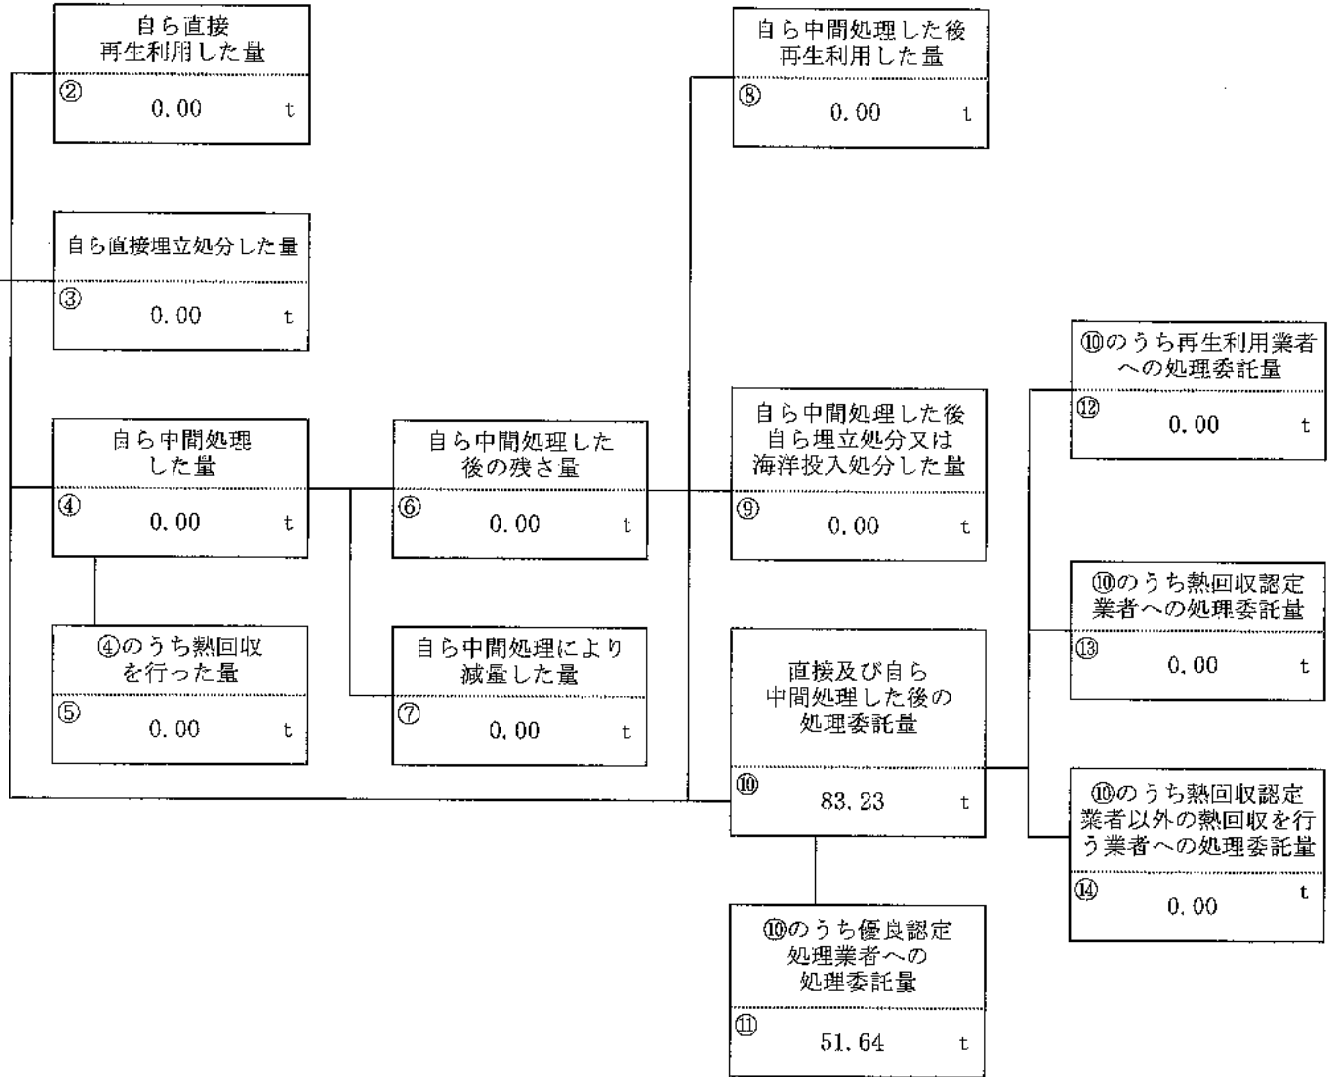 自ら直接
再生利用した量
②
0.00 t
自ら中間処理した後
再生利用した量
⑧
0.00 t
自ら直接埋立処分した量
③
0.00 t
⑩のうち再生利用業者
への処理委託量
⑫
0.00 t
自ら中間処理
した量
④
0.00 t
自ら中間処理した
後の残さ量
⑥
0.00 t
自ら中間処理した後
自ら埋立処分又は
海洋投入処分した量
⑨
0.00 t
⑩のうち熱回収認定
業者への処理委託量
⑬
0.00 t
④のうち熱回収
を行った量
⑤
0.00 t
自ら中間処理により
減量した量
⑦
0.00 t
直接及び自ら
中間処理した後の
処理委託量
⑩
83.23 t
⑩のうち熱回収認定
業者以外の熱回収を行
う業者への処理委託量
⑭
0.00 t
⑩のうち優良認定
処理業者への
処理委託量
⑪
51.64 t